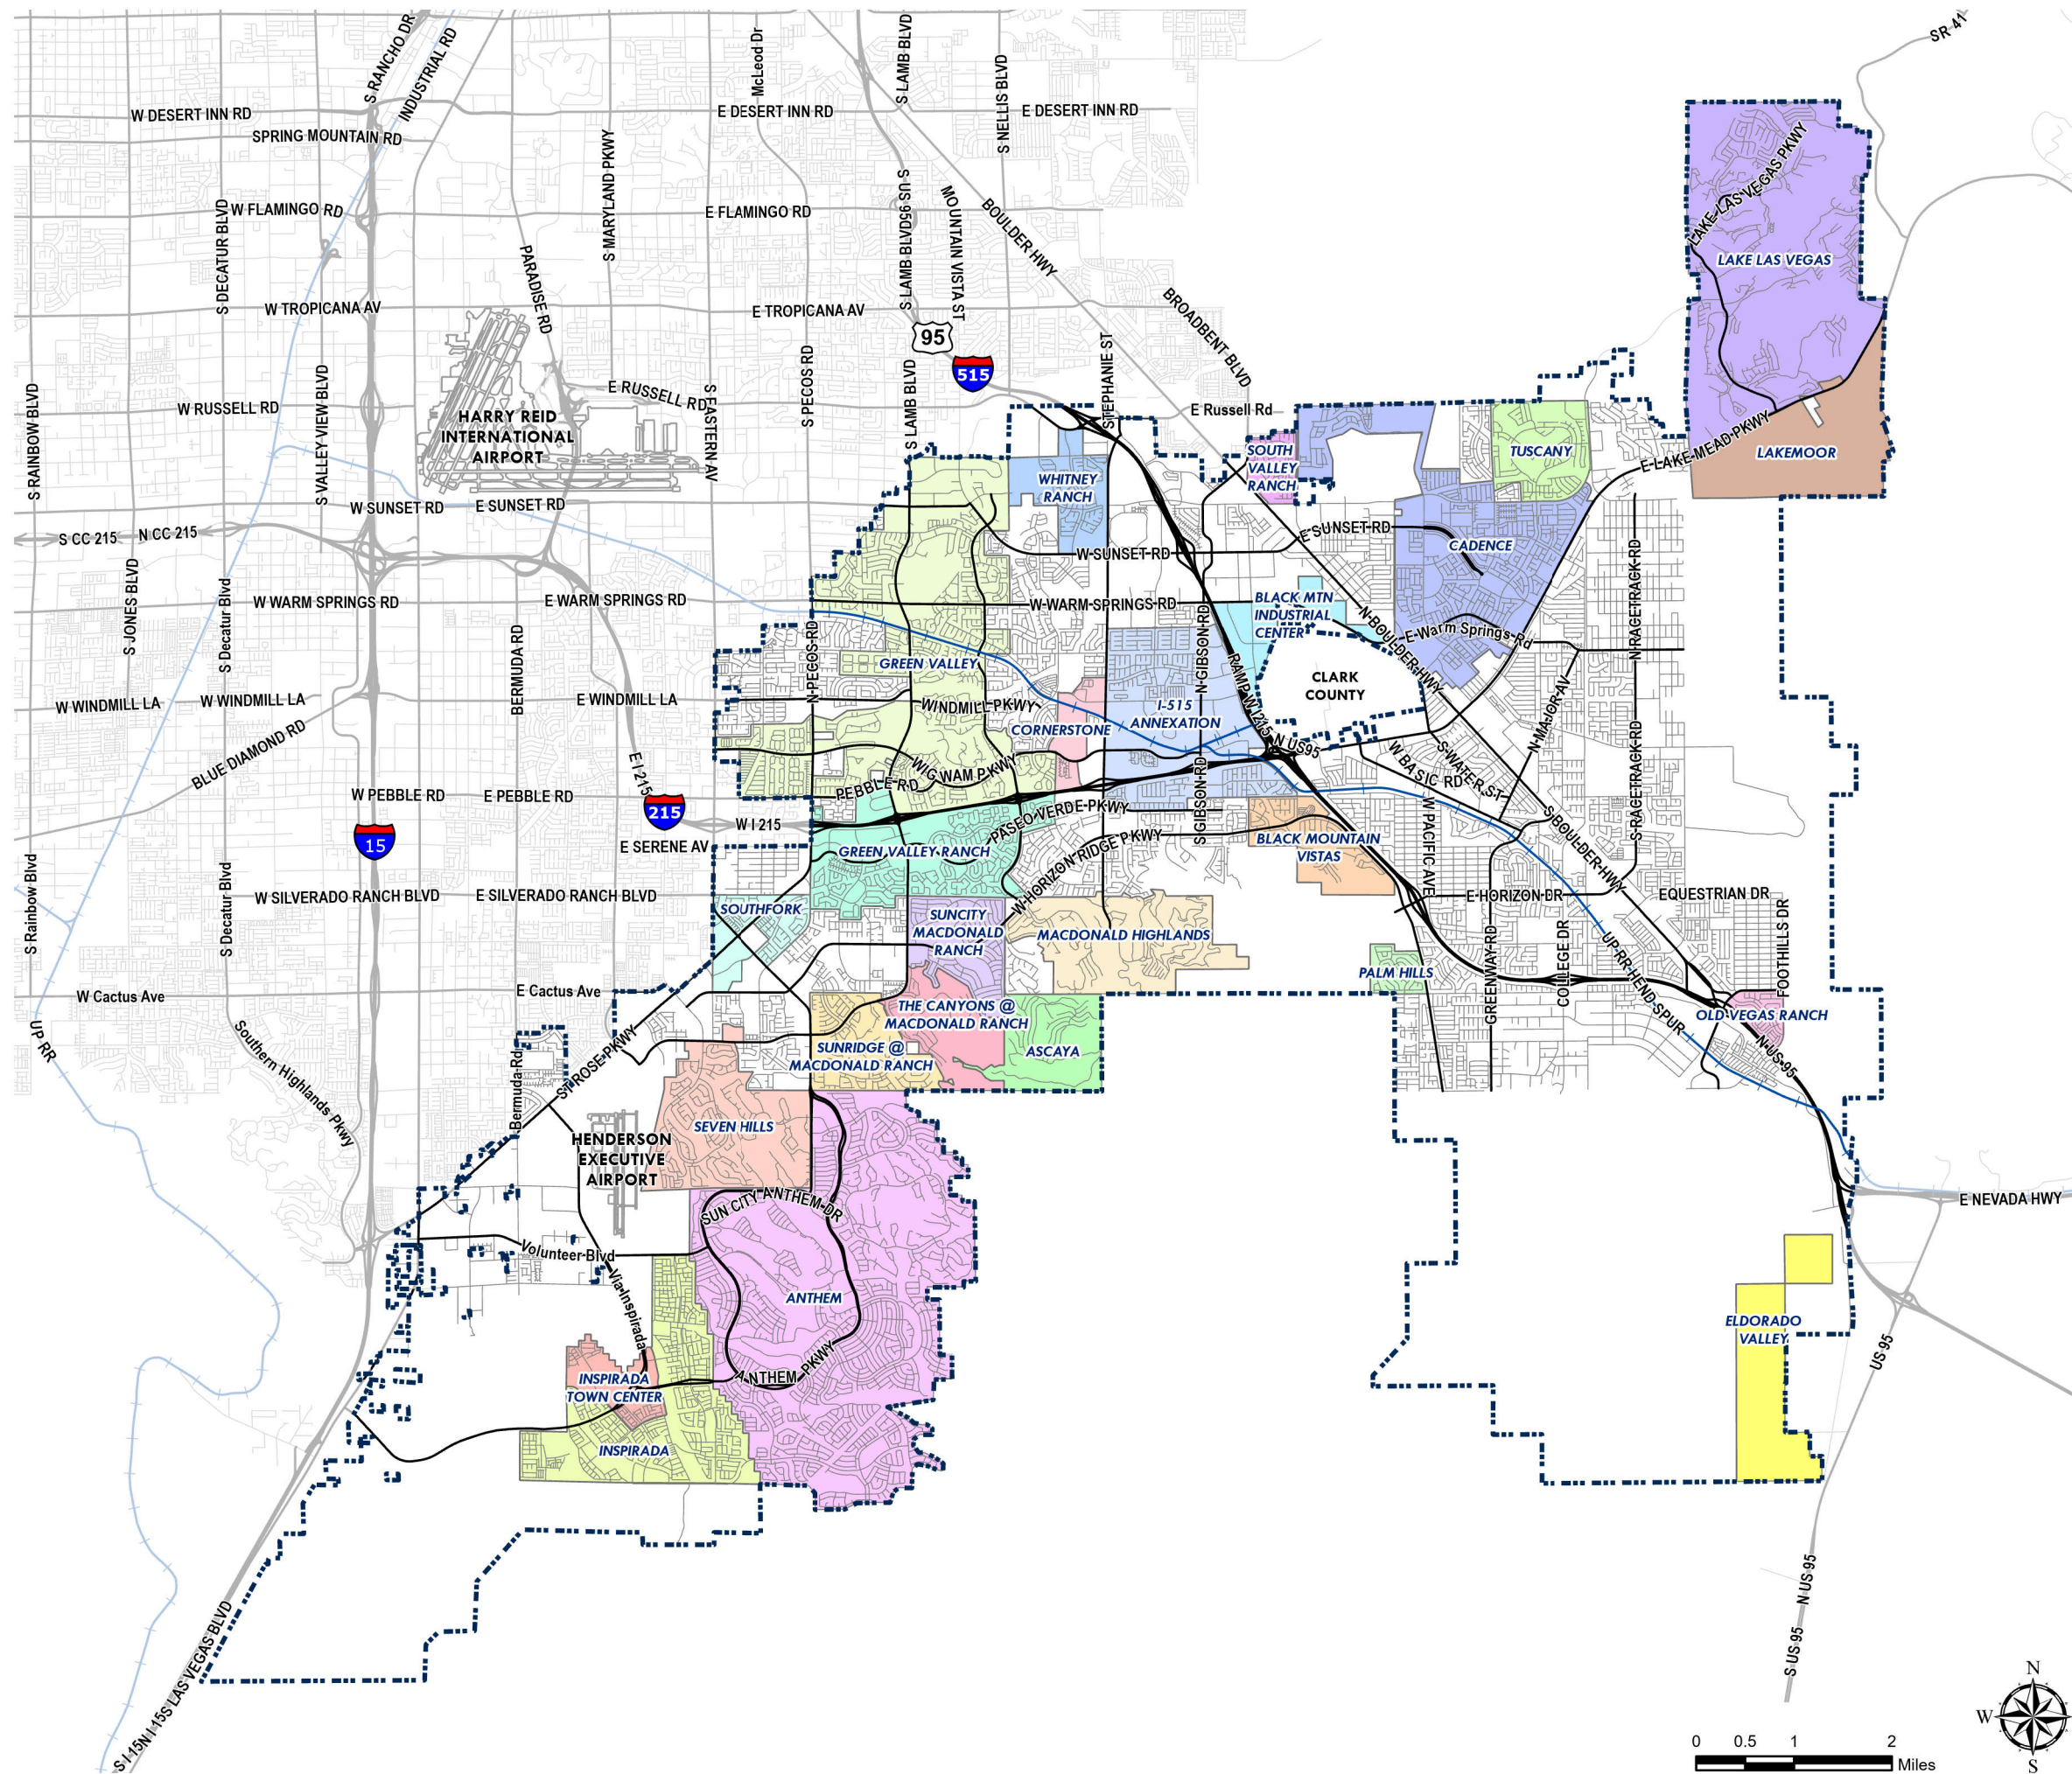 SR 41
S RANCHO DR
INDUSTRIAL RD
McLeod Dr
S LAMB BLVD
S NELLIS BLVD
W DESERT INN RD
E DESERT INN RD
E DESERT INN RD
SPRING MOUNTAIN RD
S MARYLAND PKWY
LAKE LAS VEGAS PKWY
W FLAMINGO RD
E FLAMINGO RD
S DECATUR BLVD
PARADISE RD
S US 95
S LAMB BLVD
MOUNTAIN VISTA ST
BOULDER HWY
LAKE LAS VEGAS
W TROPICANA AV
E TROPICANA AV
BROADBENT BLVD
95
515
STEPHANIE ST
S RAINBOW BLVD
S VALLEY VIEW BLVD
W RUSSELL RD
E RUSSELL RD
S EASTERN AV
S PECOS RD
S LAMB BLVD
E Russell Rd
HARRY REID
INTERNATIONAL
AIRPORT
SOUTH
VALLEY
RANCH
TUSCANY
E LAKE MEAD PKWY
LAKEMOOR
WHITNEY
RANCH
W SUNSET RD
E SUNSET RD
E SUNSET RD
W SUNSET RD
CADENCE
S CC 215
N CC 215
S JONES BLVD
S Decatur Blvd
W WARM SPRINGS RD
E WARM SPRINGS RD
W WARM SPRINGS RD
BLACK MTN
INDUSTRIAL
CENTER
N BOULDER HWY
E Warm Springs Rd
N RACETRACK RD
BERMUDA RD
N PECOS RD
N GIBSON RD
RAMP W I215
N US95
GREEN VALLEY
CLARK
COUNTY
W WINDMILL LA
W WINDMILL LA
E WINDMILL LA
WINDMILL PKWY
I-515
ANNEXATION
CORNERSTONE
N MAJOR AV
BLUE DIAMOND RD
E I 215
WIGWAM PKWY
W BASIC RD
S WATER ST
S RACETRACK RD
W PEBBLE RD
E PEBBLE RD
PEBBLE RD
S GIBSON RD
215
W I 215
PASEO VERDE PKWY
S BOULDER HWY
15
E SERENE AV
GREEN VALLEY RANCH
W HORIZON RIDGE PKWY
BLACK MOUNTAIN
VISTAS
W PACIFIC AVE
S Rainbow Blvd
S Decatur Blvd
W SILVERADO RANCH BLVD
E SILVERADO RANCH BLVD
E HORIZON DR
EQUESTRIAN DR
SOUTHFORK
SUNCITY
MACDONALD
RANCH
MACDONALD HIGHLANDS
GREENWAY RD
COLLEGE DR
UP RR HEND SPUR
FOOTHILLS DR
PALM HILLS
W Cactus Ave
E Cactus Ave
THE CANYONS @
MACDONALD RANCH
OLD VEGAS RANCH
UP RR
Southern Highlands Pkwy
Bermuda Rd
ST ROSE PKWY
SUNRIDGE @
MACDONALD RANCH
ASCAYA
N US 95
SEVEN HILLS
HENDERSON
EXECUTIVE
AIRPORT
SUN CITY ANTHEM DR
E NEVADA HWY
Volunteer Blvd
Via Inspirada
ANTHEM
ELDORADO
VALLEY
US 95
INSPIRADA
TOWN CENTER
ANTHEM PKWY
INSPIRADA
N US 95
S US 95
S LAS VEGAS BLVD
N I 15
S I 15
N
W
S
0 0.5 1 2
Miles